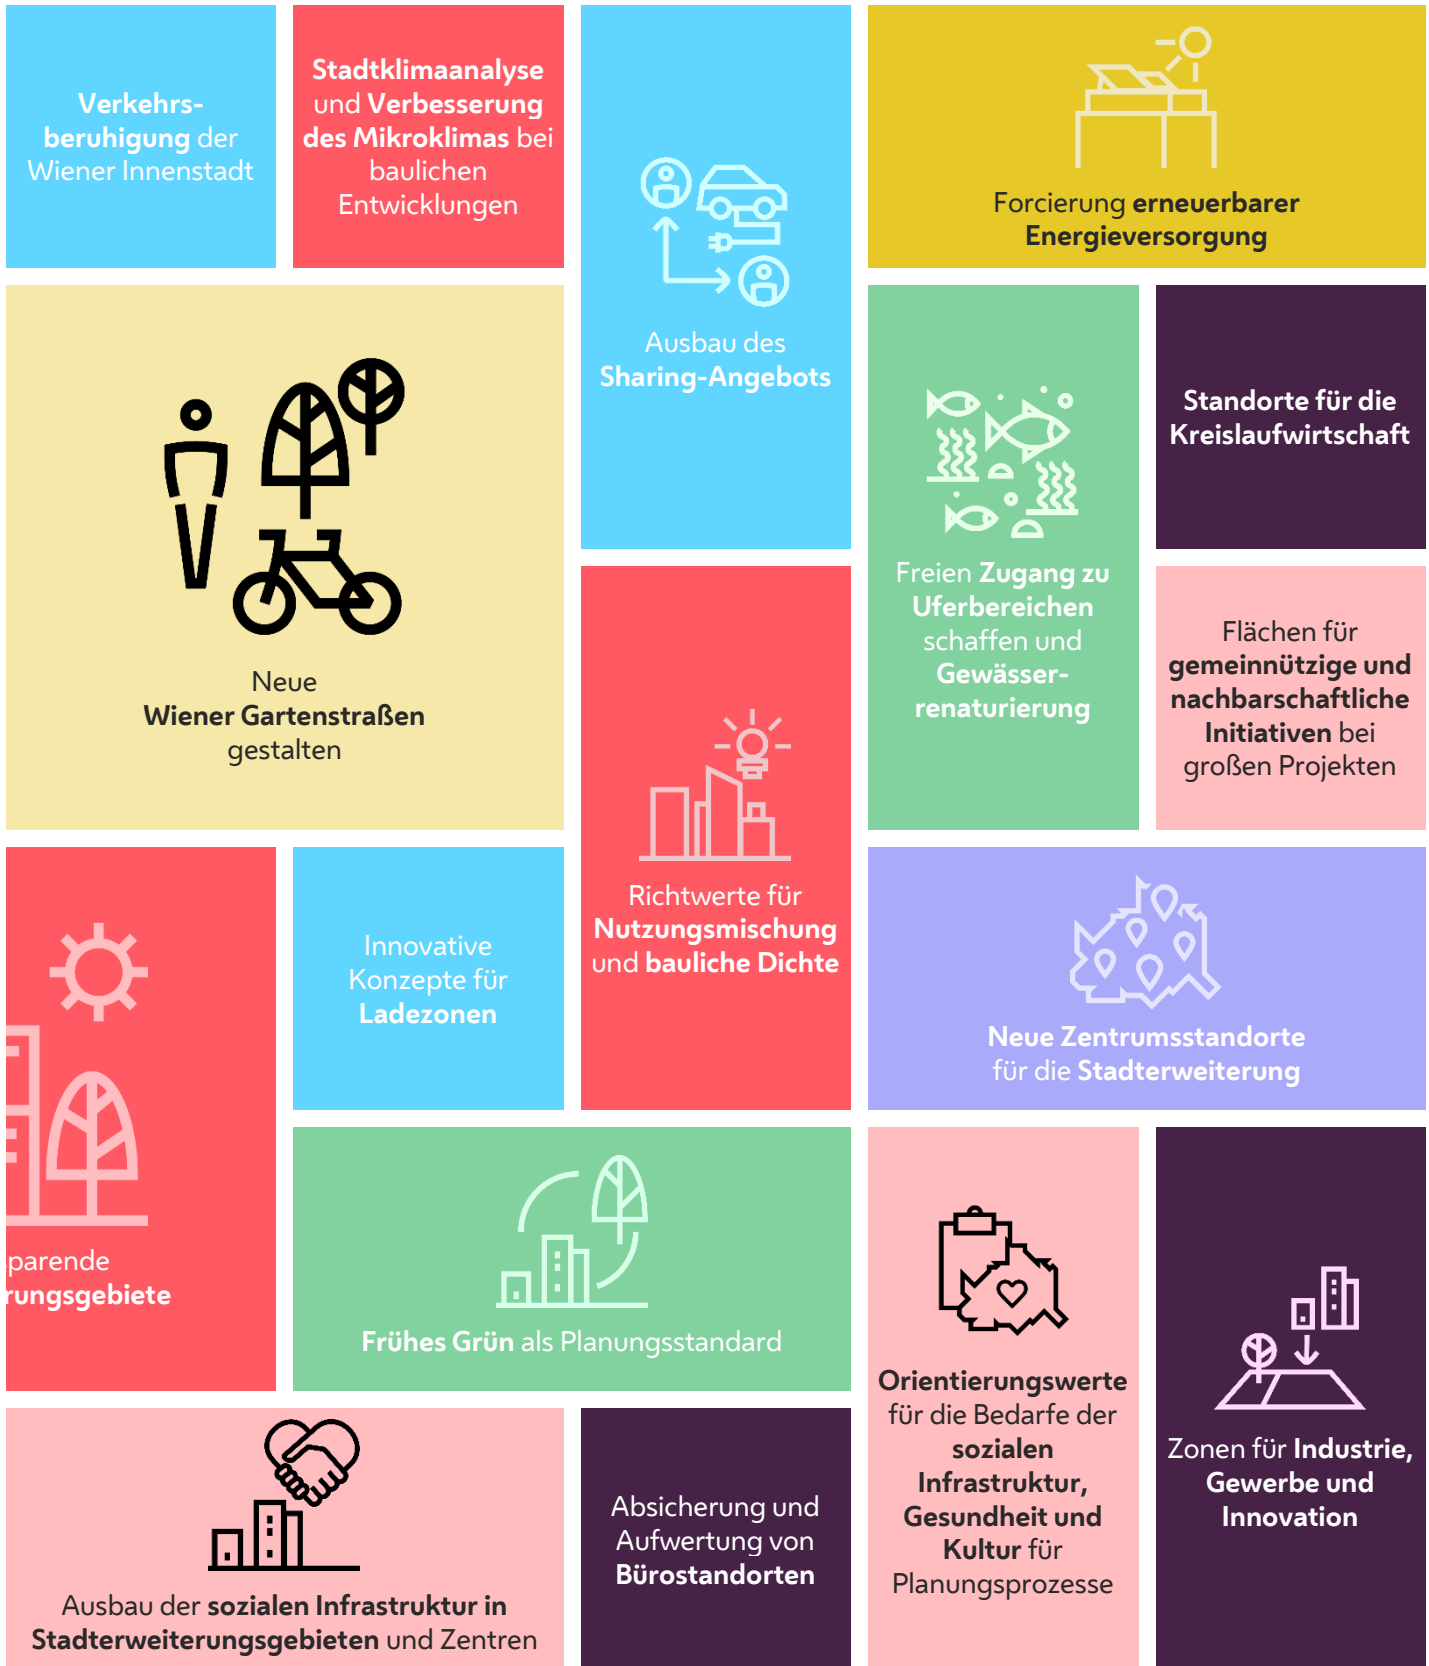 Verkehrs-
beruhigung der
Wiener Innenstadt
Stadtklimaanalyse
und Verbesserung
des Mikroklimas bei
baulichen
Entwicklungen
Ausbau des
Sharing-Angebots
Forcierung erneuerbarer
Energieversorgung
Neue
Wiener Gartenstraßen
gestalten
Freien Zugang zu
Uferbereichen
schaffen und
Gewässer-
renaturierung
Standorte für die
Kreislaufwirtschaft
Flächen für
gemeinnützige und
nachbarschaftliche
Initiativen bei
großen Projekten
Richtwerte für
Nutzungsmischung
und bauliche Dichte
sparende
rungsgebiete
Innovative
Konzepte für
Ladezonen
Neue Zentrumsstandorte
für die Stadterweiterung
Frühes Grün als Planungsstandard
Orientierungswerte
für die Bedarfe der
sozialen
Infrastruktur,
Gesundheit und
Kultur für
Planungsprozesse
Zonen für Industrie,
Gewerbe und
Innovation
Ausbau der sozialen Infrastruktur in
Stadterweiterungsgebieten und Zentren
Absicherung und
Aufwertung von
Bürostandorten